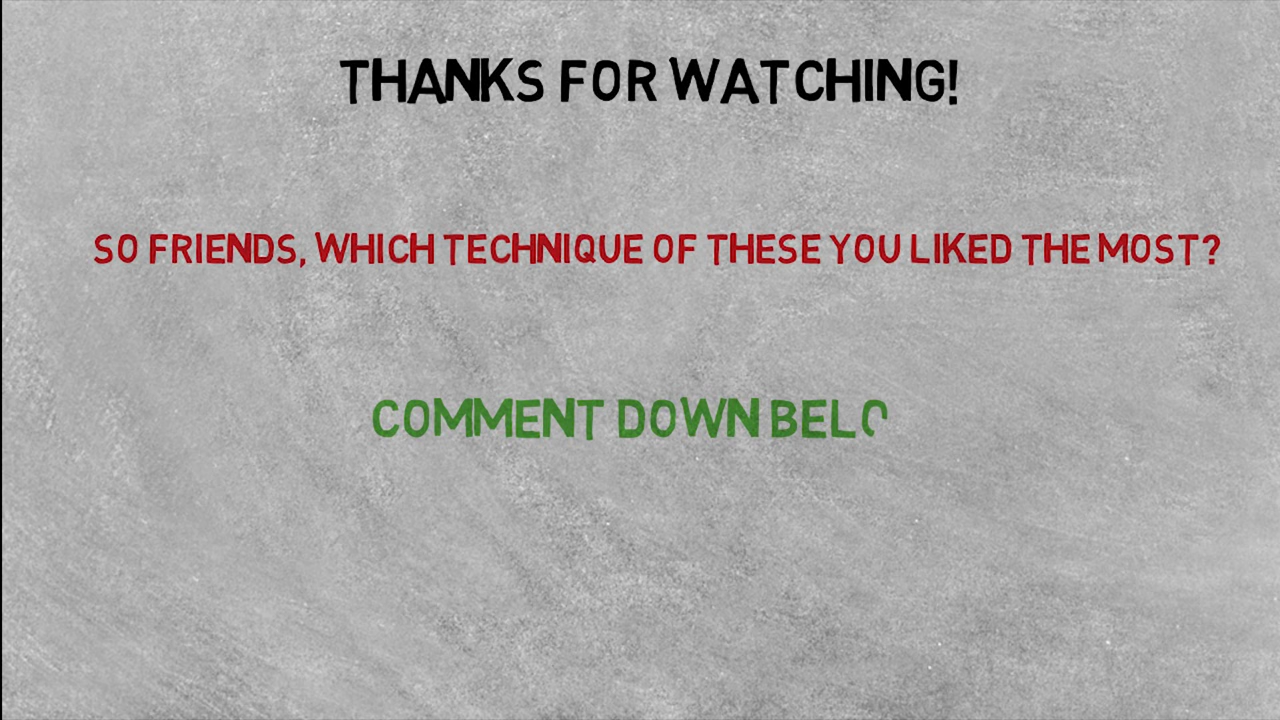 THANKS FOR WATCHING!
SO FRIENDS, WHICH TECHNIQUE OF THESE YOU LIKED THE MOST?
COMMENT DOWN BELO